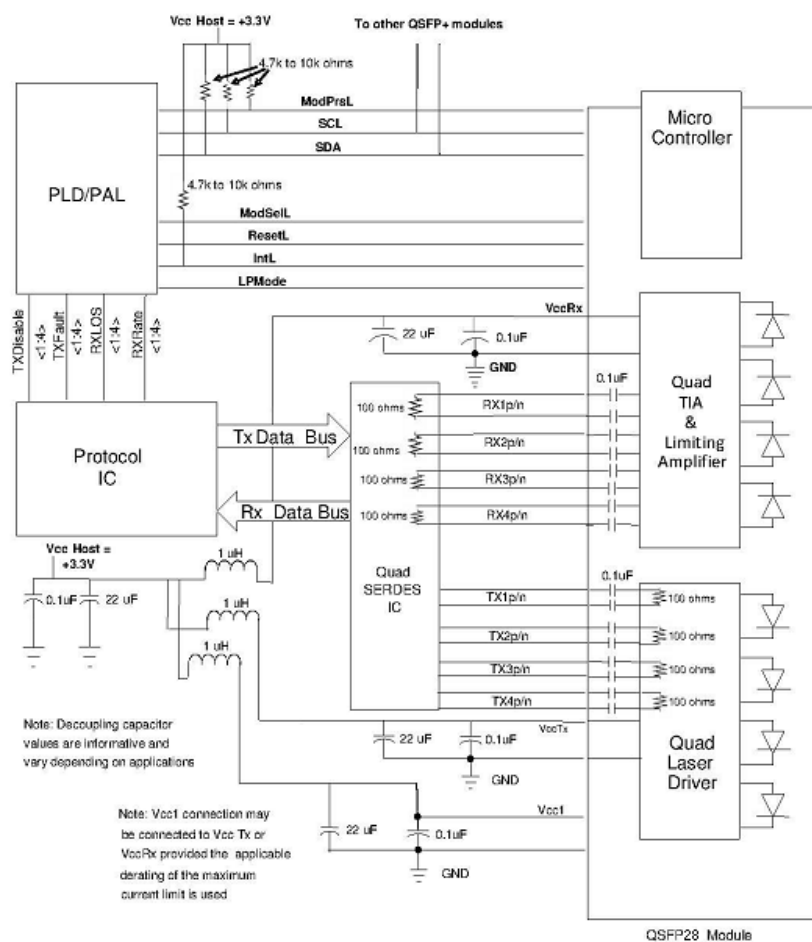 Vcc Host = +3.3V
To other QSFP+ modules
4.7k to 10k ohms
ModPrsL
SCL
SDA
Micro
Controller
PLD/PAL
4.7k to 10k ohms
ModSelL
ResetL
IntL
LPMode
TXDisable
<1:4>
TXFault
<1:4>
RXLOS
<1:4>
RXRate
<1:4>
VccRx
22 uF
0.1uF
GND
0.1uF
Quad
TIA
&
Limiting
Amplifier
100 ohms
RX1p/n
100 ohms
RX2p/n
100 ohms
RX3p/n
100 ohms
RX4p/n
Tx Data Bus
Protocol
IC
Rx Data Bus
Vcc Host =
+3.3V
1 uH
0.1uF
22 uF
1 uH
1 uH
Quad
SERDES
IC
0.1uF
TX1p/n
100 ohms
TX2p/n
100 ohms
TX3p/n
100 ohms
TX4p/n
100 ohms
VccTx
22 uF
0.1uF
GND
Quad
Laser
Driver
Note: Decoupling capacitor
values are informative and
vary depending on applications
Vcc1
22 uF
0.1uF
GND
Note: Vcc1 connection may
be connected to Vcc Tx or
VccRx provided the applicable
derating of the maximum
current limit is used
QSFP28 Module